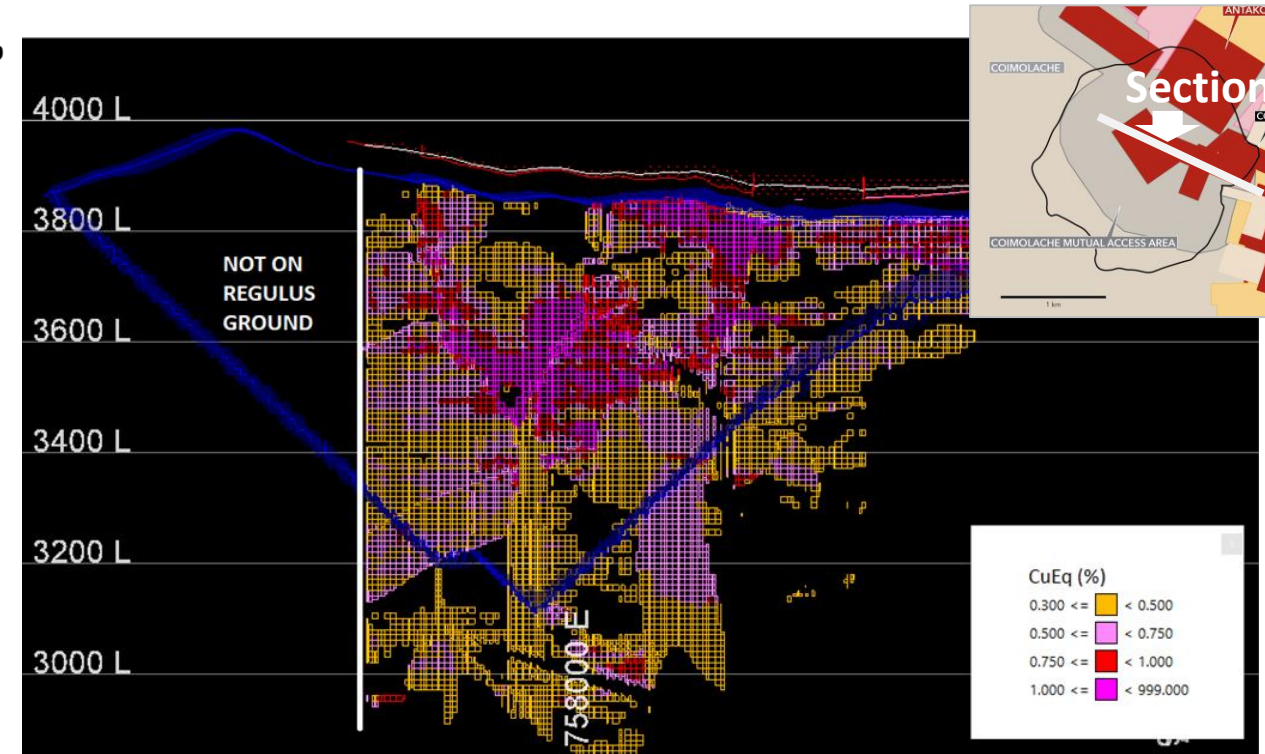 4000 L
3800 L
3600 L
3400 L
3200 L
3000 L
NOT ON
REGULUS
GROUND
758000 E
COIMOLACHE
Section
COIMOLACHE MUTUAL ACCESS AREA
1 km
CuEq (%)
0.300 <= < 0.500
0.500 <= < 0.750
0.750 <= < 1.000
1.000 <= < 999.000